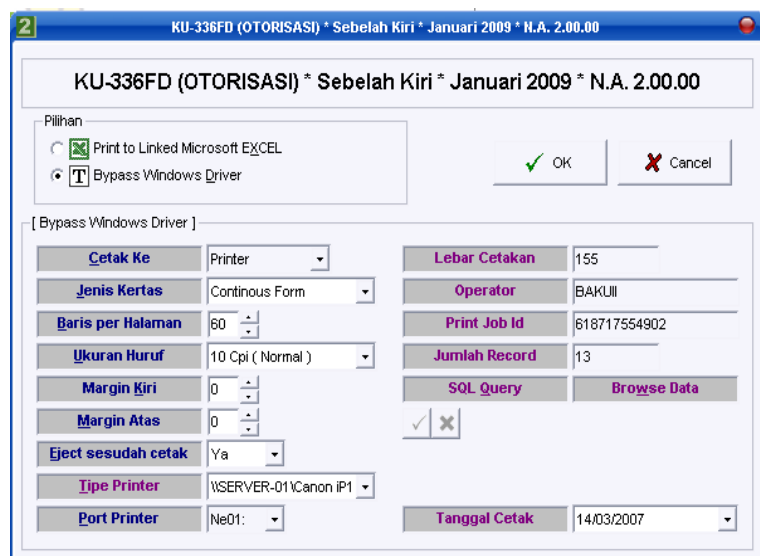 2
KU-336FD (OTORISASI) * Sebelah Kiri * Januari 2009 * N.A. 2.00.00
KU-336FD (OTORISASI) * Sebelah Kiri * Januari 2009 * N.A. 2.00.00
Pilihan
Print to Linked Microsoft EXCEL
T Bypass Windows Driver
OK
Cancel
[ Bypass Windows Driver ]
Cetak Ke Printer Lebar Cetakan 155
Jenis Kertas Continous Form Operator BAKUII
Baris per Halaman 60 Print Job Id 618717554902
Ukuran Huruf 10 Cpi ( Normal ) Jumlah Record 13
Margin Kiri 0 SQL Query Browse Data
Margin Atas 0
Eject sesudah cetak Ya
Tipe Printer \\SERVER-01\Canon iP1
Port Printer Ne01: Tanggal Cetak 14/03/2007